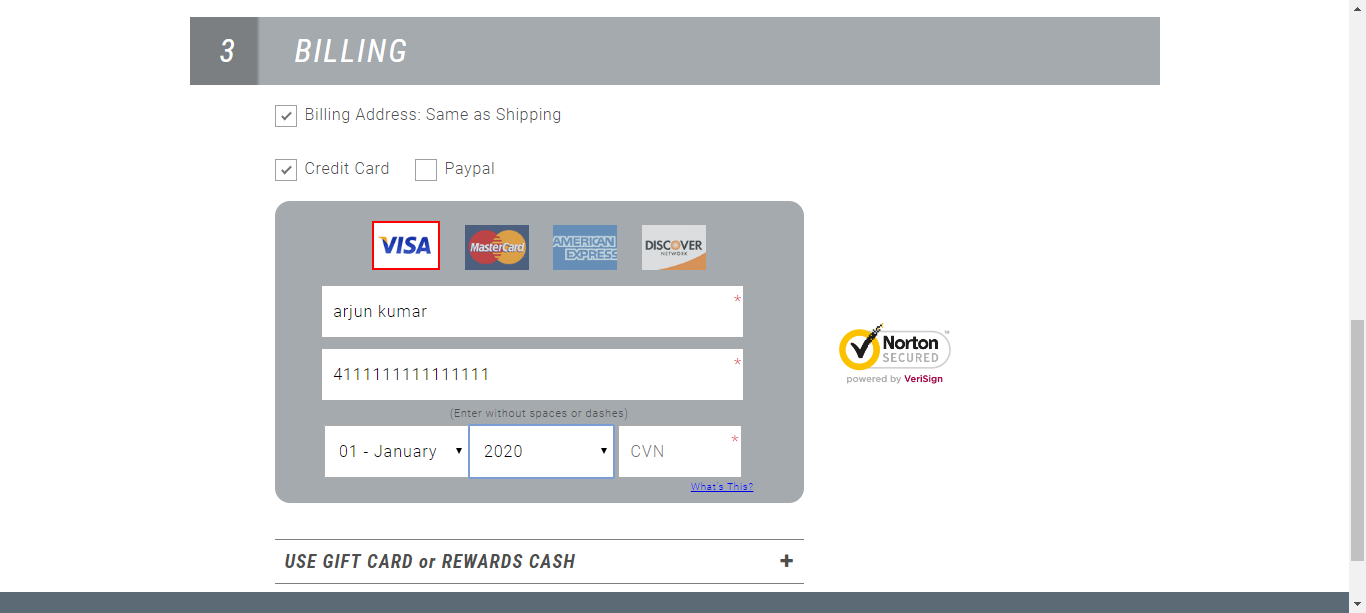 3 BILLING
Billing Address: Same as Shipping
Credit Card Paypal
VISA MasterCard AMERICAN EXPRESS DISCOVER NETWORK
*
arjun kumar
*
4111111111111111
(Enter without spaces or dashes)
*
01 - January 2020 CVN
What's This?
Norton
SECURED
powered by VeriSign
USE GIFT CARD or REWARDS CASH +